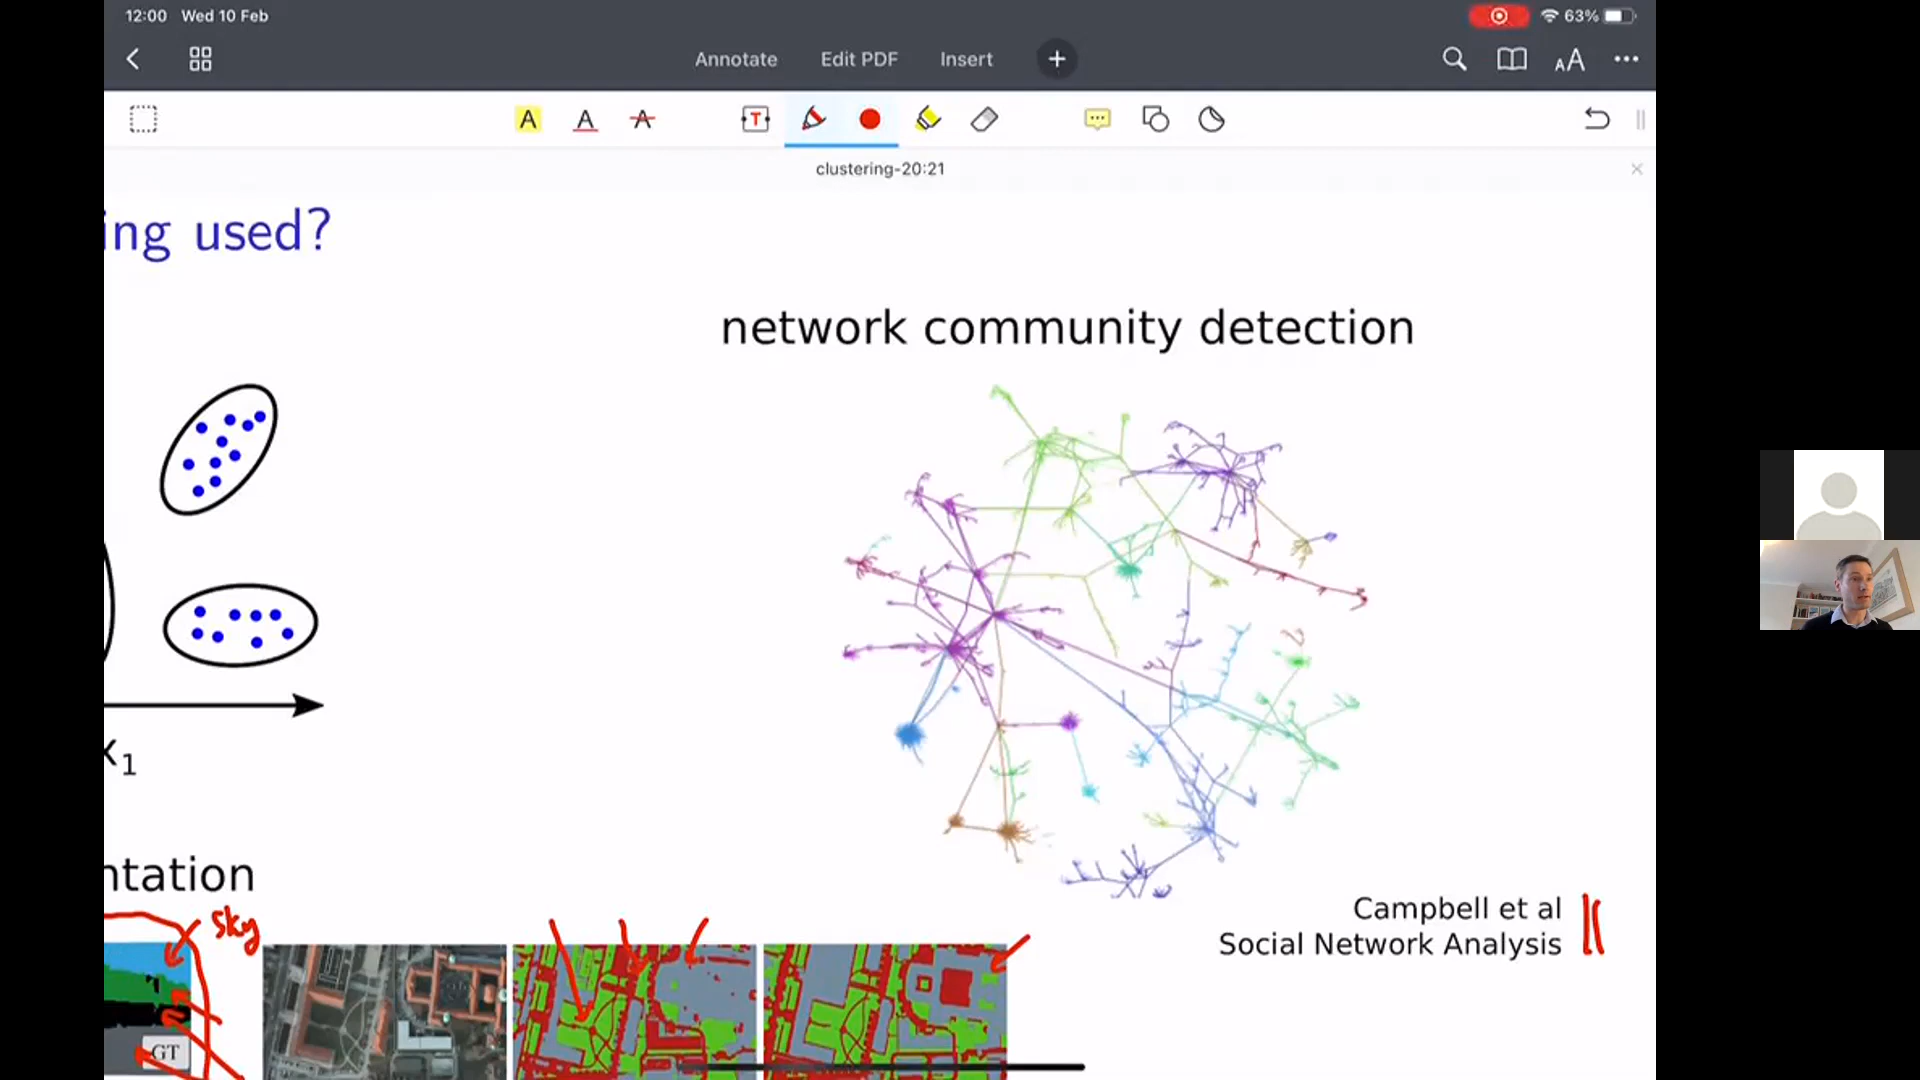 12:00 Wed 10 Feb
63%
Annotate Edit PDF Insert
AA
A A A T
clustering-20:21
ing used?
network community detection
x1
ntation
sky
GT
Campbell et al
Social Network Analysis